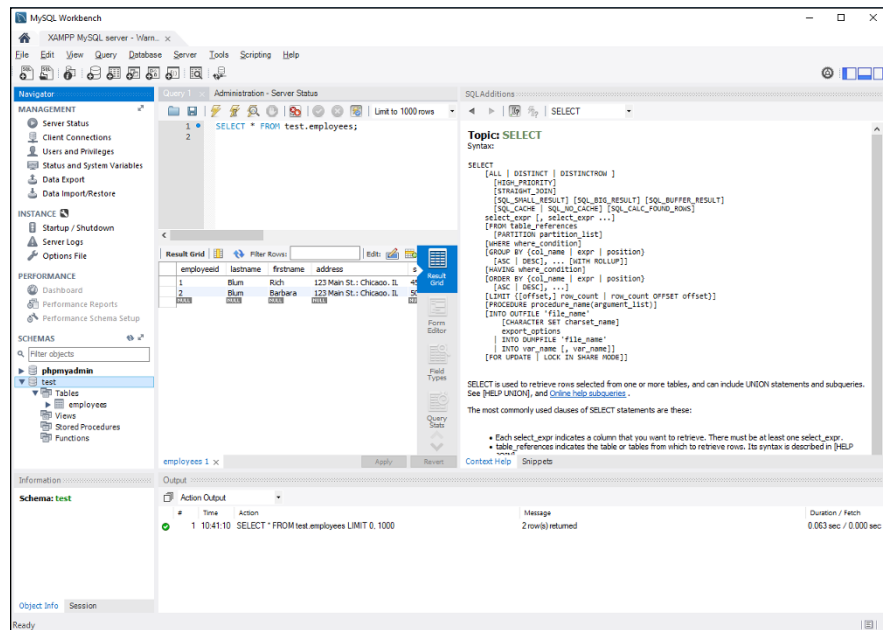 MySQL Workbench
XAMPP MySQL server - Warn... ×
File Edit View Query Database Server Tools Scripting Help
Navigator
MANAGEMENT
Server Status
Client Connections
Users and Privileges
Status and System Variables
Data Export
Data Import/Restore
INSTANCE
Startup / Shutdown
Server Logs
Options File
PERFORMANCE
Dashboard
Performance Reports
Performance Schema Setup
SCHEMAS
Filter objects
phpmyadmin
test
Tables
employees
Views
Stored Procedures
Functions
Information
Schema: test
Object Info Session
Query 1 × Administration - Server Status
Limit to 1000 rows
1 SELECT * FROM test.employees;
2
Result Grid Filter Rows: Edit:
employeeid lastname firstname address s
1 Blum Rich 123 Main St.: Chicago, IL 45
2 Blum Barbara 123 Main St.: Chicago, IL 50
NULL NULL NULL NULL
Result Grid
Form Editor
Field Types
Query Stats
employees 1 × Apply Revert
SQLAdditions
SELECT
Topic: SELECT
Syntax:
SELECT
[ALL | DISTINCT | DISTINCTROW ]
[HIGH_PRIORITY]
[STRAIGHT_JOIN]
[SQL_SMALL_RESULT] [SQL_BIG_RESULT] [SQL_BUFFER_RESULT]
[SQL_CACHE | SQL_NO_CACHE] [SQL_CALC_FOUND_ROWS]
select_expr [, select_expr ...]
[FROM table_references
[PARTITION partition_list]
[WHERE where_condition]
[GROUP BY {col_name | expr | position}
[ASC | DESC], ... [WITH ROLLUP]]
[HAVING where_condition]
[ORDER BY {col_name | expr | position}
[ASC | DESC], ...]
[LIMIT {[offset,] row_count | row_count OFFSET offset}]
[PROCEDURE procedure_name(argument_list)]
[INTO OUTFILE 'file_name'
[CHARACTER SET charset_name]
export_options
| INTO DUMPFILE 'file_name'
| INTO var_name [, var_name]]
[FOR UPDATE | LOCK IN SHARE MODE]]
SELECT is used to retrieve rows selected from one or more tables, and can include UNION statements and subqueries.
See [HELP UNION], and Online help subqueries .
The most commonly used clauses of SELECT statements are these:
• Each select_expr indicates a column that you want to retrieve. There must be at least one select_expr.
• table_references indicates the table or tables from which to retrieve rows. Its syntax is described in [HELP
Context Help Snippets
Output
Action Output
# Time Action Message Duration / Fetch
1 10:41:10 SELECT * FROM test.employees LIMIT 0, 1000 2 row(s) returned 0.063 sec / 0.000 sec
Ready